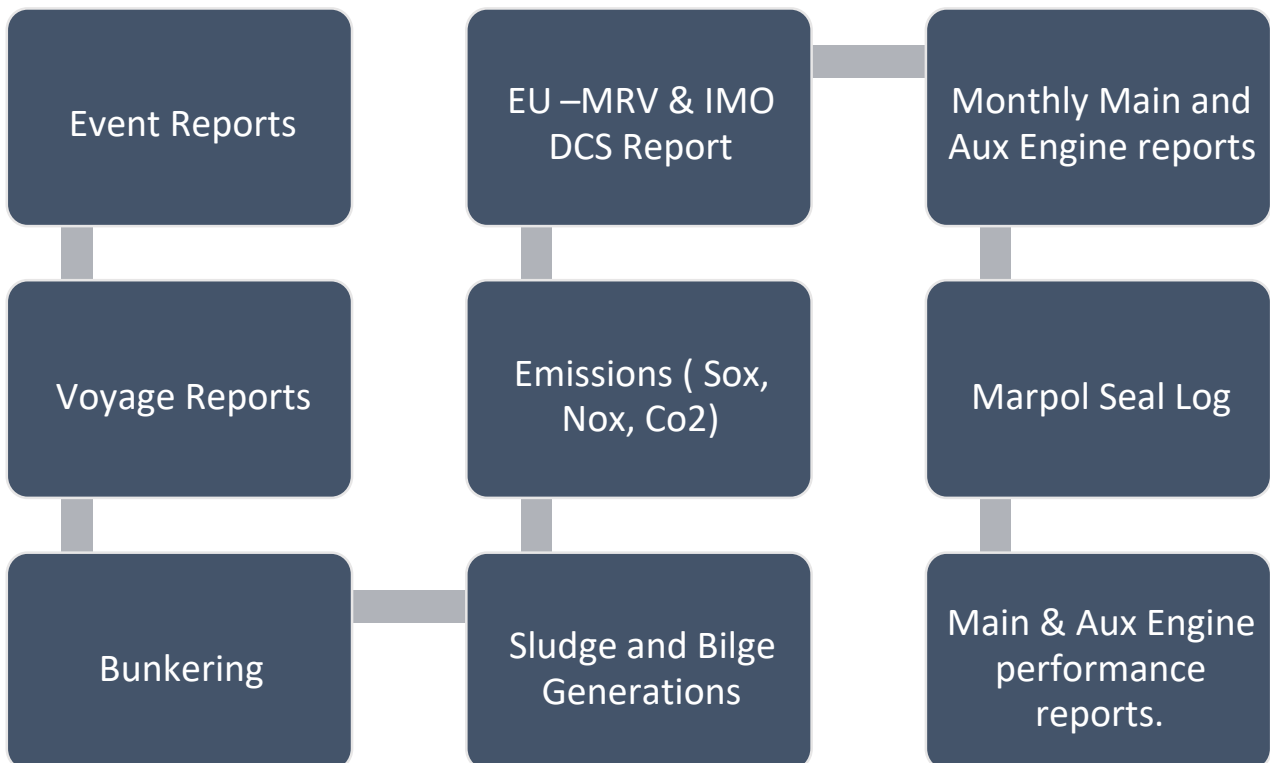 Event Reports
Voyage Reports
Bunkering
Sludge and Bilge
Generations
Emissions ( Sox,
Nox, Co2)
EU –MRV & IMO
DCS Report
Monthly Main and
Aux Engine reports
Marpol Seal Log
Main & Aux Engine
performance
reports.